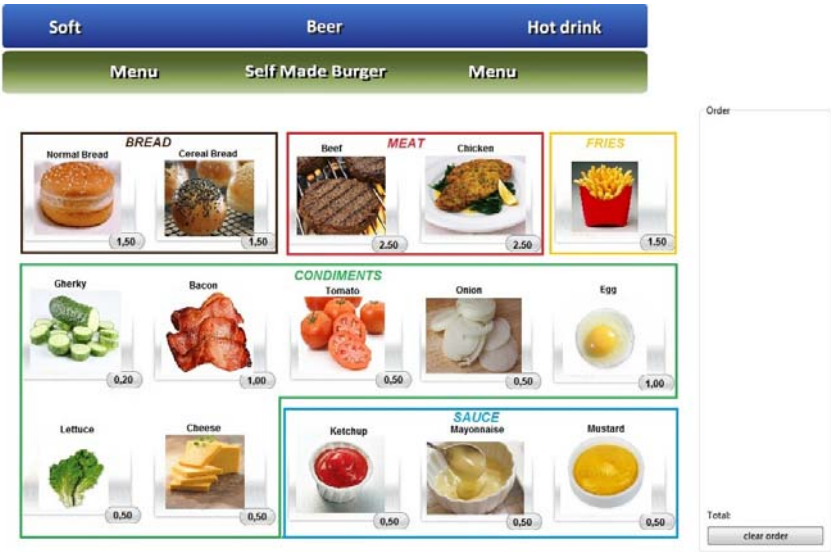 Soft Beer Hot drink
Menu Self Made Burger Menu
Order
BREAD MEAT FRIES
Normal Bread Cereal Bread Beef Chicken
1,50 1,50 2.50 2.50 1.50
CONDIMENTS
Gherky Bacon Tomato Onion Egg
0,20 1,00 0,50 0,50 1,00
SAUCE
Lettuce Cheese Ketchup Mayonnaise Mustard
0,50 0,50 0,50 0,50 0,50
Total:
clear order